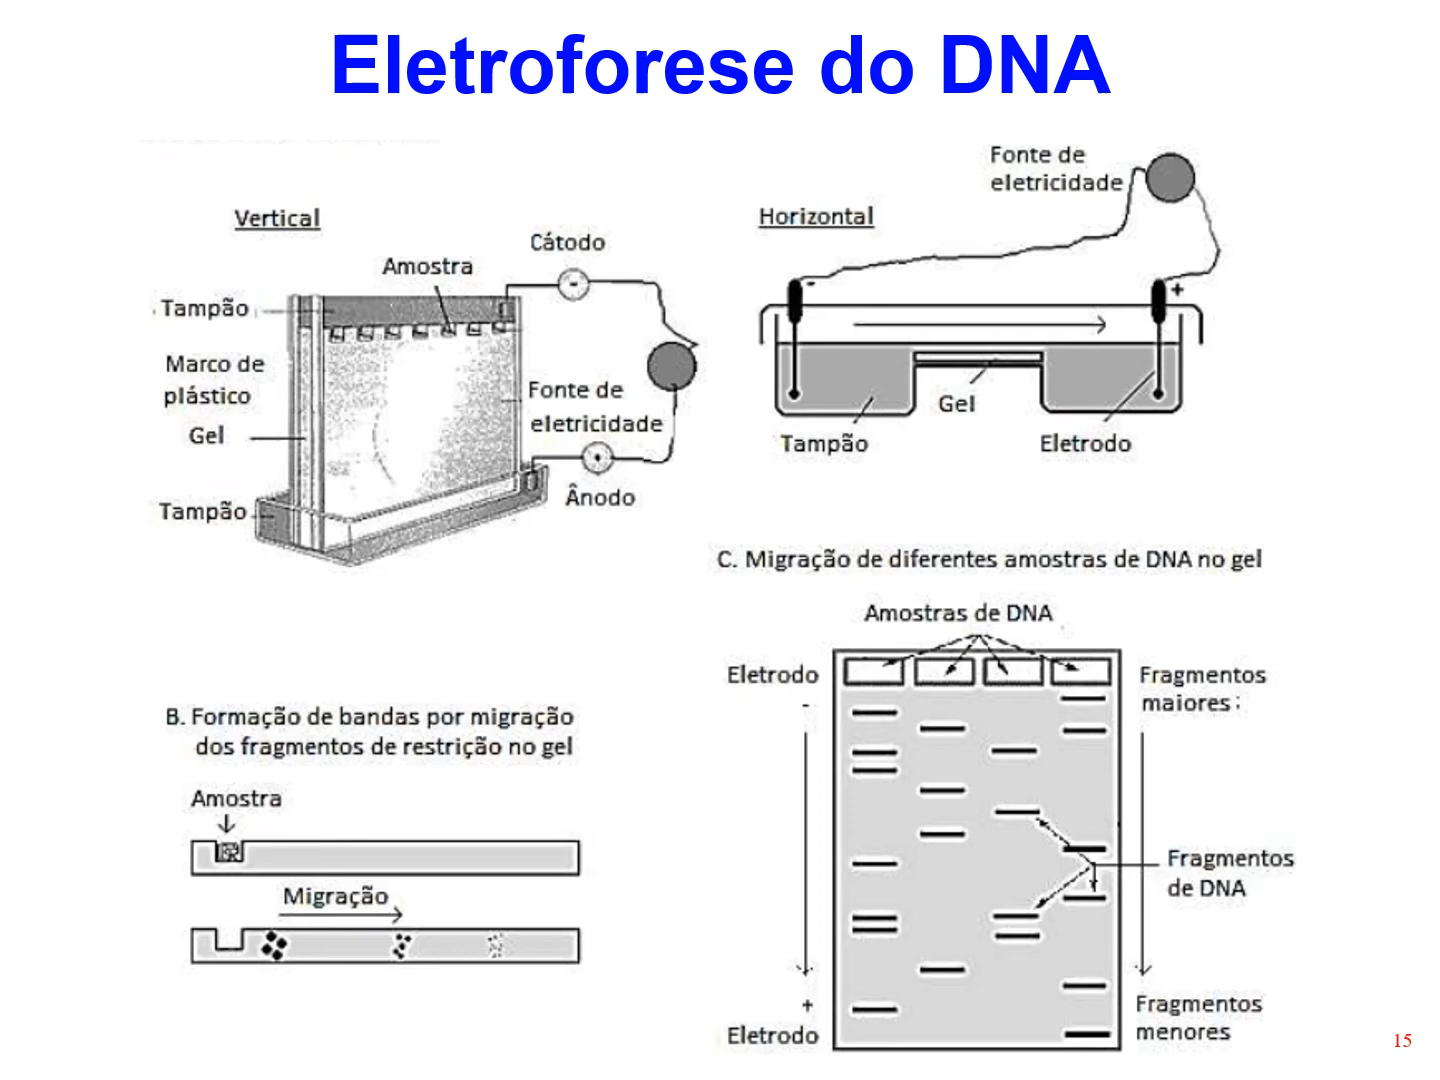 Eletroforese do DNA
Vertical
Cátodo
-
Amostra
Tampão
Marco de
plástico
Gel
Fonte de
eletricidade
Tampão
Ânodo
Fonte de
eletricidade
Horizontal
-
+
Gel
Tampão
Eletrodo
B. Formação de bandas por migração
dos fragmentos de restrição no gel
Amostra
Migração
C. Migração de diferentes amostras de DNA no gel
Amostras de DNA
Eletrodo
-
Fragmentos
maiores :
Fragmentos
de DNA
+
Eletrodo
Fragmentos
menores
15